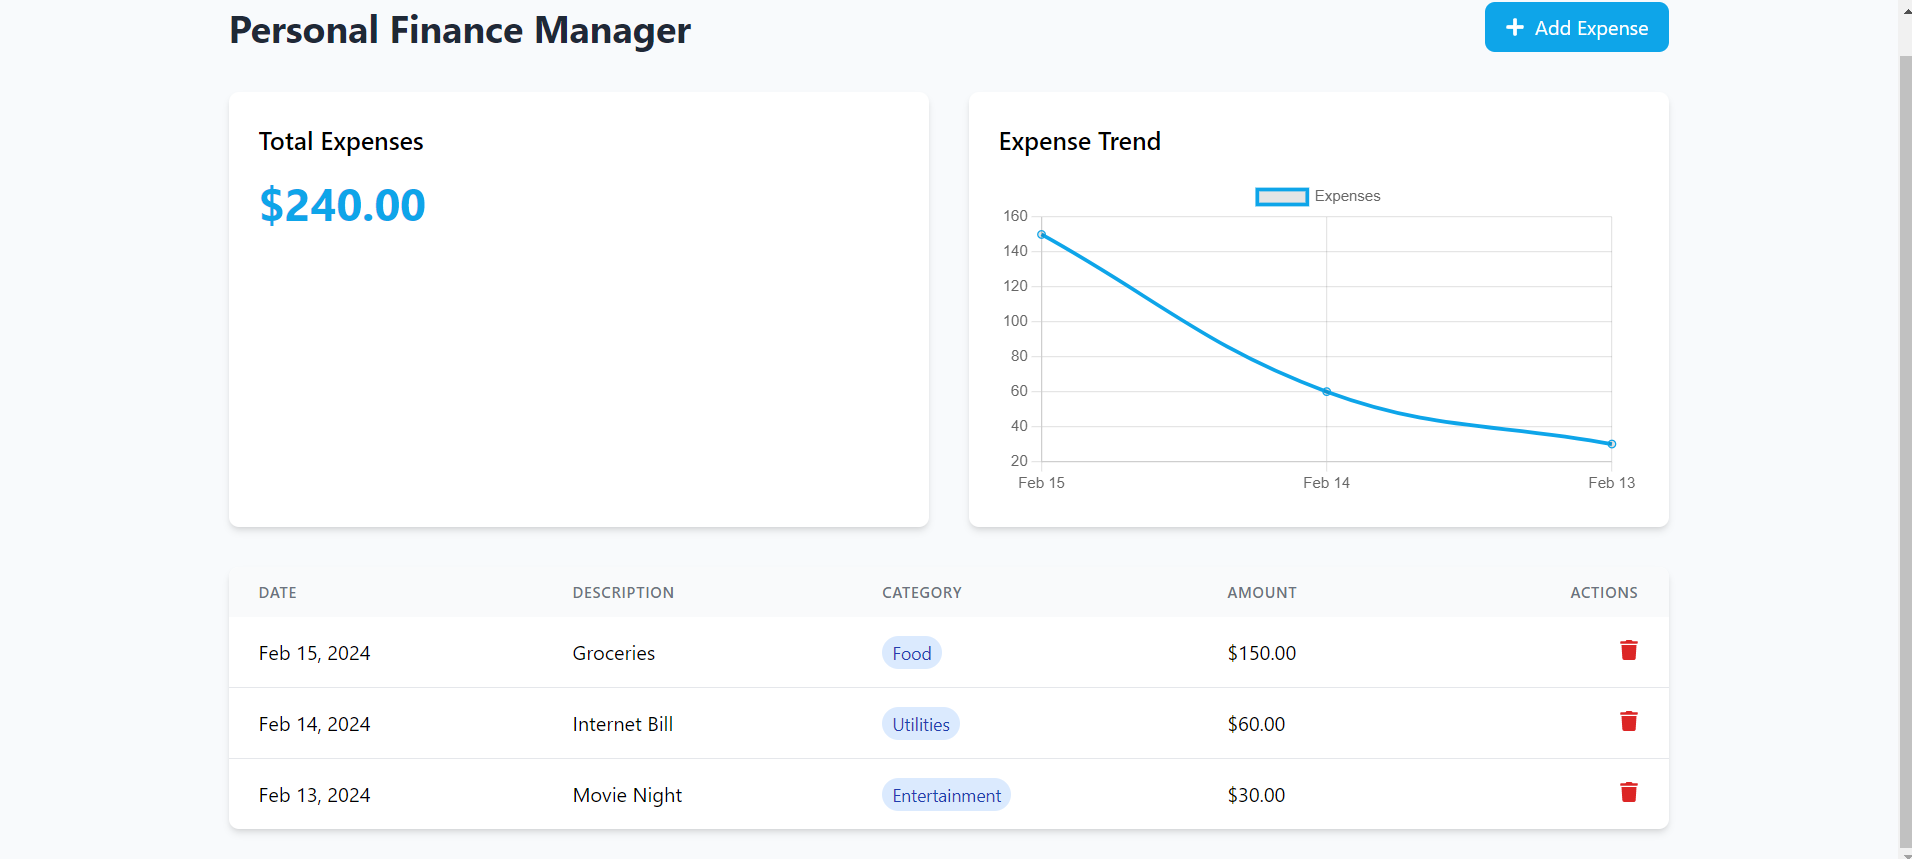 Personal Finance Manager
Add Expense
Total Expenses
$240.00
Expense Trend
Expenses
160
140
120
100
80
60
40
20
Feb 15 Feb 14 Feb 13
DATE DESCRIPTION CATEGORY AMOUNT ACTIONS
Feb 15, 2024 Groceries Food $150.00
Feb 14, 2024 Internet Bill Utilities $60.00
Feb 13, 2024 Movie Night Entertainment $30.00